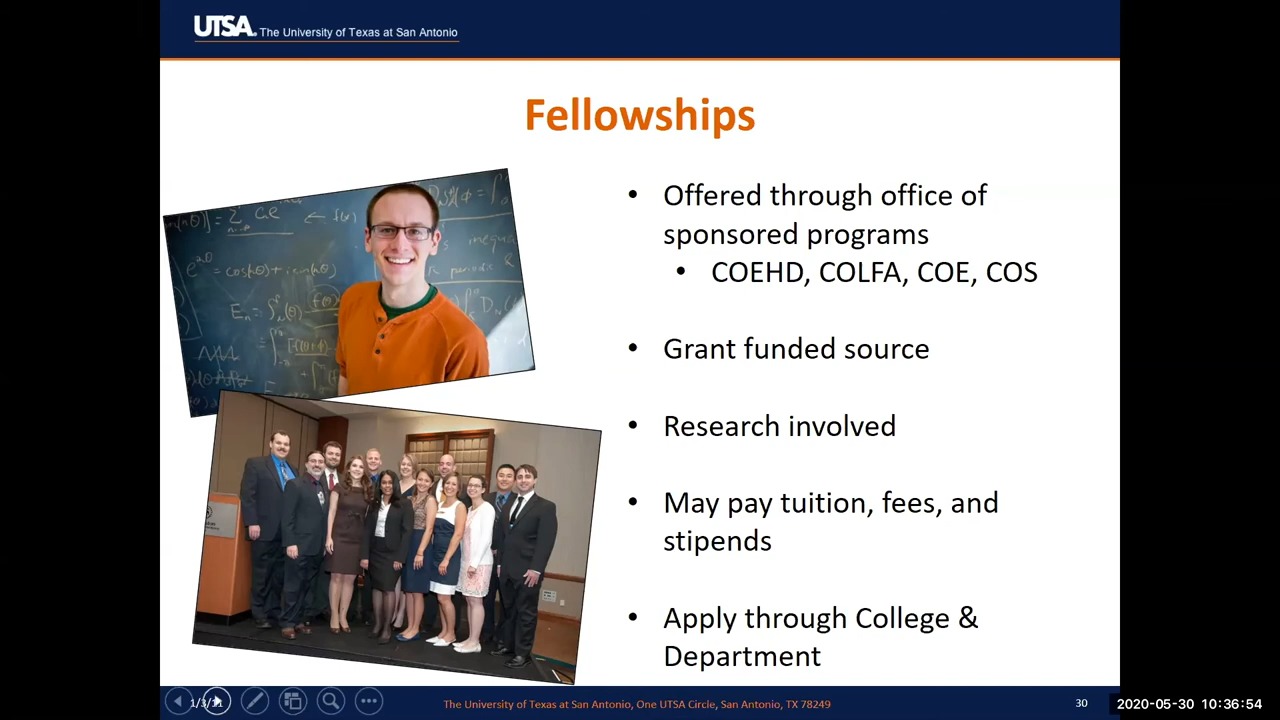 UTSA. The University of Texas at San Antonio
Fellowships
• Offered through office of
sponsored programs
• COEHD, COLFA, COE, COS
• Grant funded source
• Research involved
• May pay tuition, fees, and
stipends
• Apply through College &
Department
The University of Texas at San Antonio, One UTSA Circle, San Antonio, TX 78249
30
2020-05-30 10:36:54